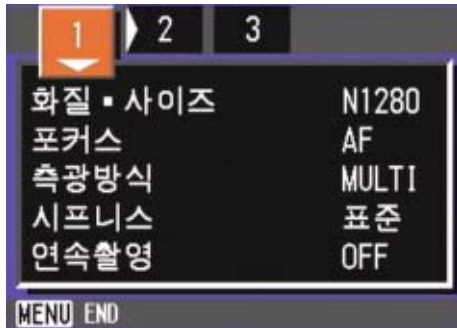 1 2 3
화질▪사이즈 N1280
포커스 AF
측광방식 MULTI
시프니스 표준
연속촬영 OFF
MENU END